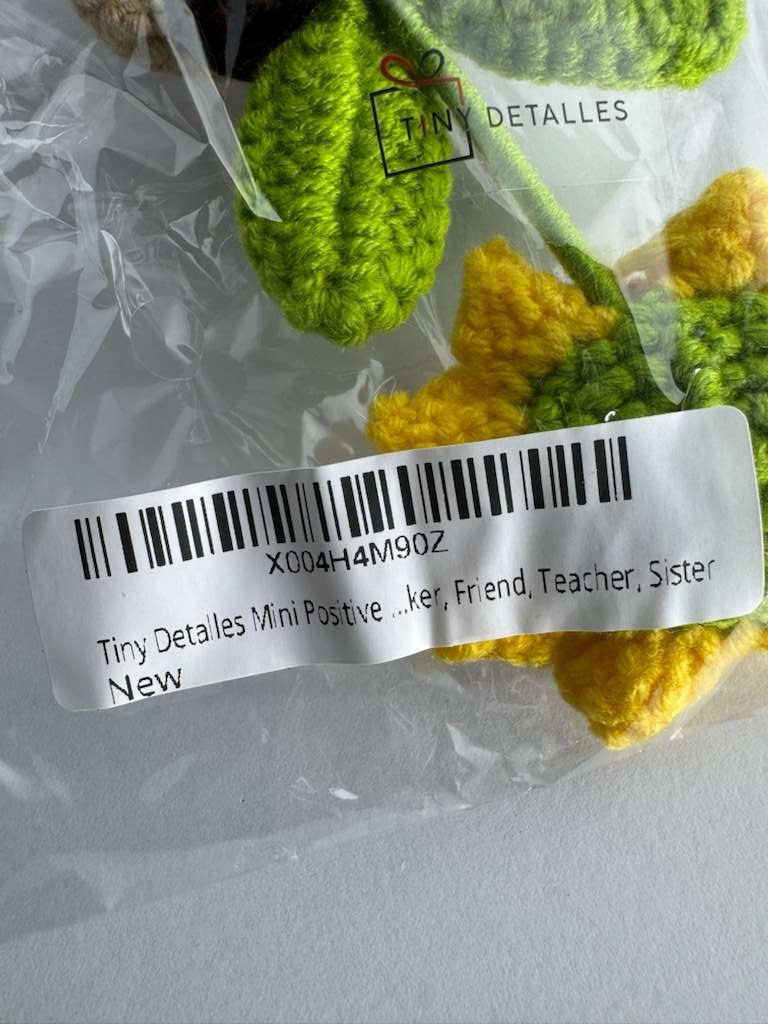 TINY DETALLES
X004H4M90Z
Tiny Detalles Mini Positive ...ker, Friend, Teacher, Sister
New